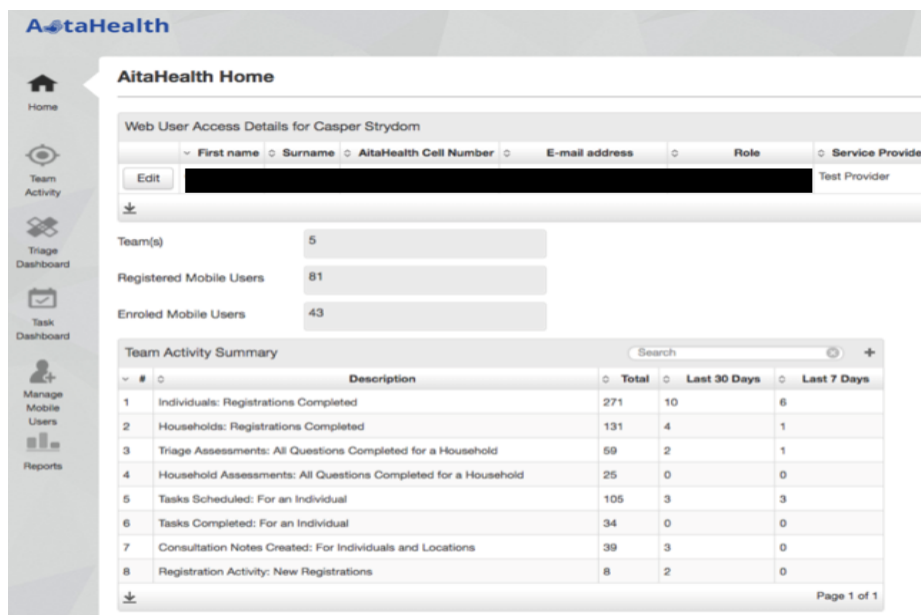 AitaHealth
Home
AitaHealth Home
Web User Access Details for Casper Strydom
First name Surname AitaHealth Cell Number E-mail address Role Service Provide
Edit Test Provider
Team
Activity
Triage
Dashboard
Task
Dashboard
Manage
Mobile
Users
Reports
Team(s) 5
Registered Mobile Users 81
Enroled Mobile Users 43
Team Activity Summary Search +
# Description Total Last 30 Days Last 7 Days
1 Individuals: Registrations Completed 271 10 6
2 Households: Registrations Completed 131 4 1
3 Triage Assessments: All Questions Completed for a Household 59 2 1
4 Household Assessments: All Questions Completed for a Household 25 0 0
5 Tasks Scheduled: For an Individual 105 3 3
6 Tasks Completed: For an Individual 34 0 0
7 Consultation Notes Created: For Individuals and Locations 39 3 0
8 Registration Activity: New Registrations 8 2 0
Page 1 of 1